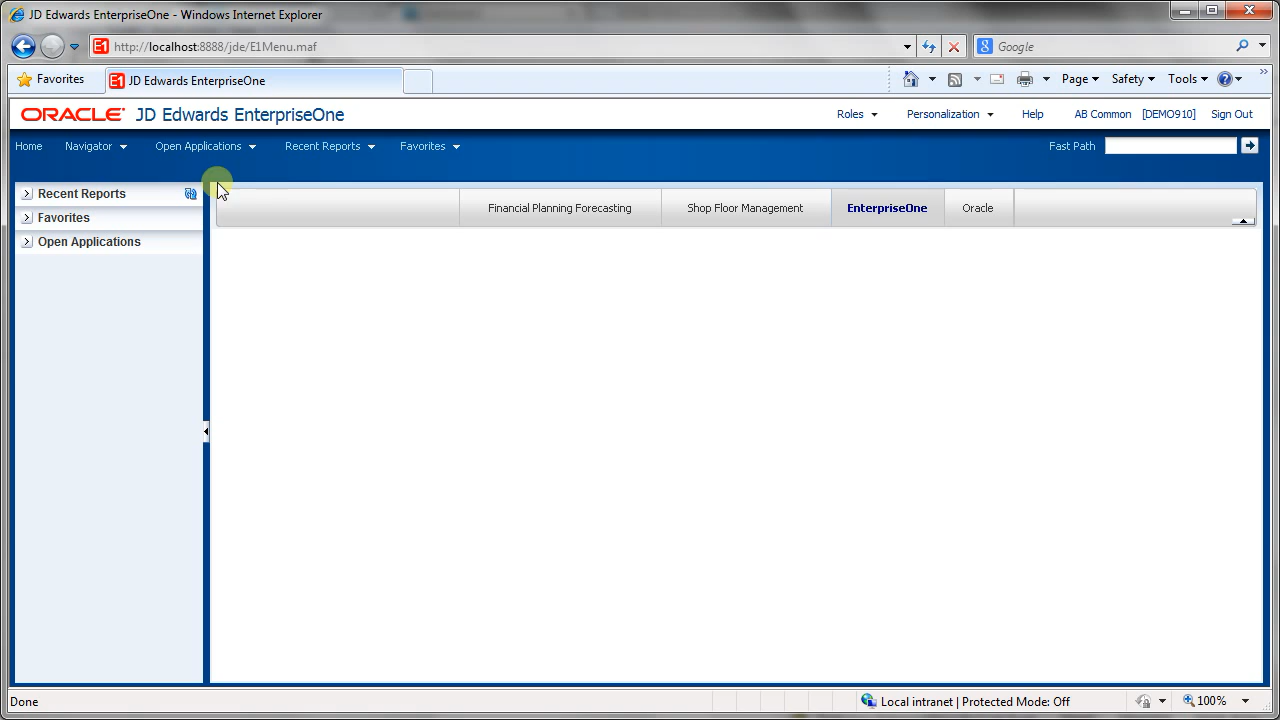 JD Edwards EnterpriseOne - Windows Internet Explorer
E1 http://localhost:8888/jde/E1Menu.maf
Google
Favorites
E1 JD Edwards EnterpriseOne
Page Safety Tools
ORACLE JD Edwards EnterpriseOne
Roles Personalization Help AB Common [DEMO910] Sign Out
Home Navigator Open Applications Recent Reports Favorites Fast Path
Recent Reports
Favorites
Open Applications
Financial Planning Forecasting Shop Floor Management EnterpriseOne Oracle
Done Local intranet | Protected Mode: Off 100%